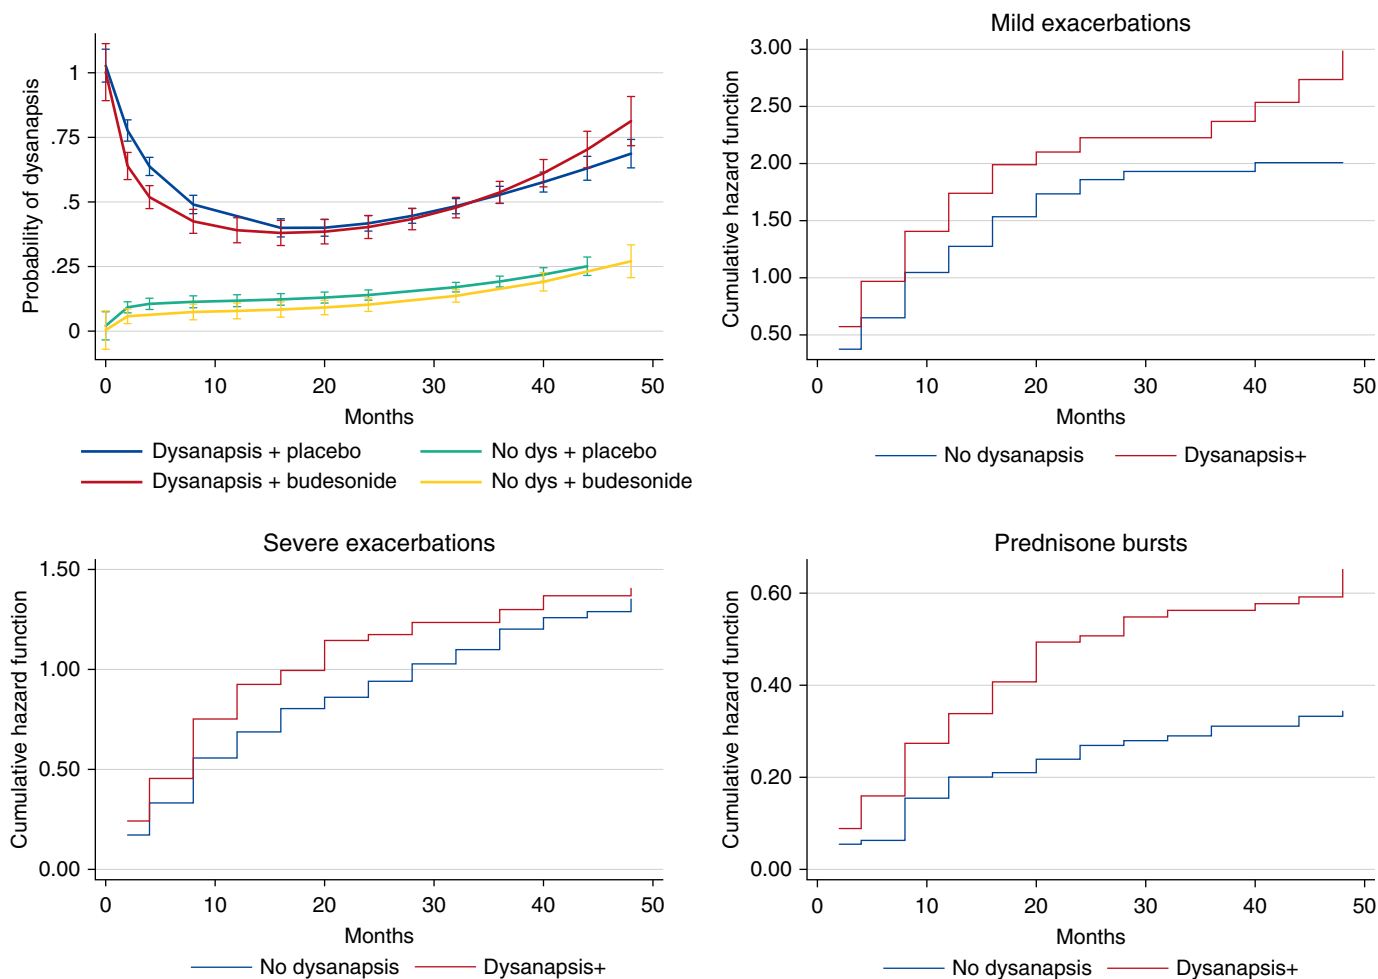 Probability of dysanapsis
1
.75
.5
.25
0
0 10 20 30 40 50
Months
Dysanapsis + placebo No dys + placebo
Dysanapsis + budesonide No dys + budesonide
Mild exacerbations
Cumulative hazard function
3.00
2.50
2.00
1.50
1.00
0.50
0 10 20 30 40 50
Months
No dysanapsis Dysanapsis+
Severe exacerbations
Cumulative hazard function
1.50
1.00
0.50
0.00
0 10 20 30 40 50
Months
No dysanapsis Dysanapsis+
Prednisone bursts
Cumulative hazard function
0.60
0.40
0.20
0.00
0 10 20 30 40 50
Months
No dysanapsis Dysanapsis+